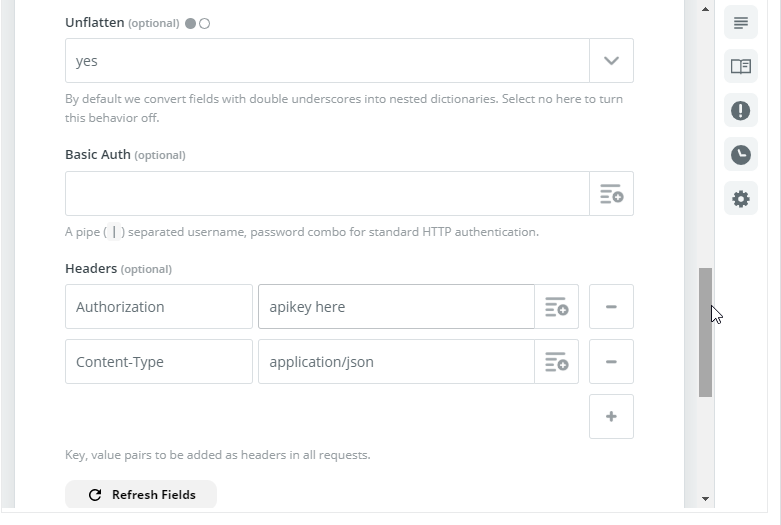 Unflatten (optional)
yes
By default we convert fields with double underscores into nested dictionaries. Select no here to turn
this behavior off.
Basic Auth (optional)
A pipe ( | ) separated username, password combo for standard HTTP authentication.
Headers (optional)
Authorization apikey here
Content-Type application/json
Key, value pairs to be added as headers in all requests.
Refresh Fields